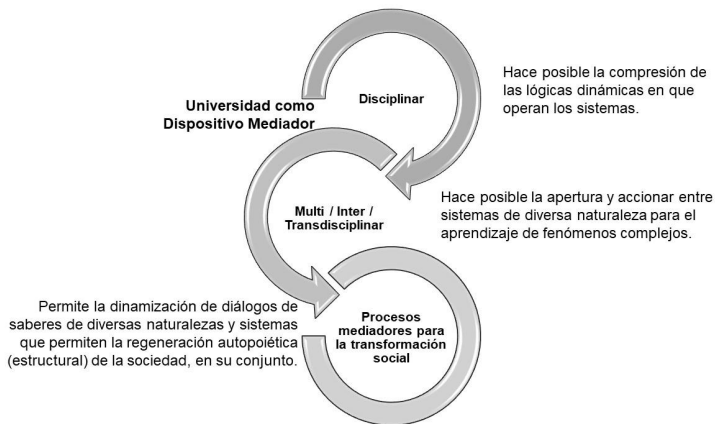 Universidad como
Dispositivo Mediador
Disciplinar
Hace posible la compresión de
las lógicas dinámicas en que
operan los sistemas.
Multi / Inter /
Transdisciplinar
Hace posible la apertura y accionar entre
sistemas de diversa naturaleza para el
aprendizaje de fenómenos complejos.
Permite la dinamización de diálogos de
saberes de diversas naturalezas y sistemas
que permiten la regeneración autopoiética
(estructural) de la sociedad, en su conjunto.
Procesos
mediadores para
la transformación
social